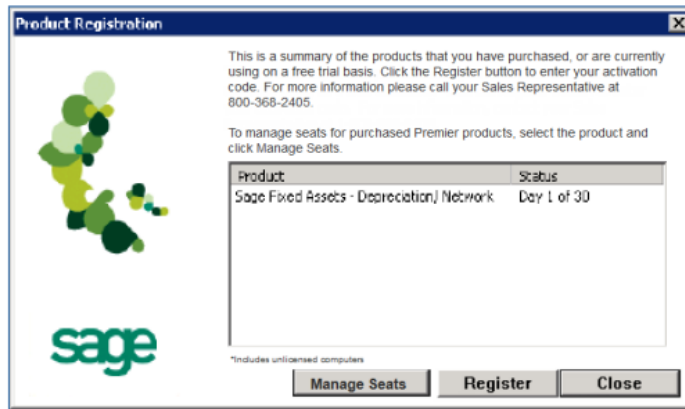 Product Registration
This is a summary of the products that you have purchased, or are currently
using on a free trial basis. Click the Register button to enter your activation
code. For more information please call your Sales Representative at
800-368-2405.
To manage seats for purchased Premier products, select the product and
click Manage Seats.
Product Status
Sage Fixed Assets - Depreciation/ Network Day 1 of 30
sage
*Includes unlicensed computers
Manage Seats Register Close